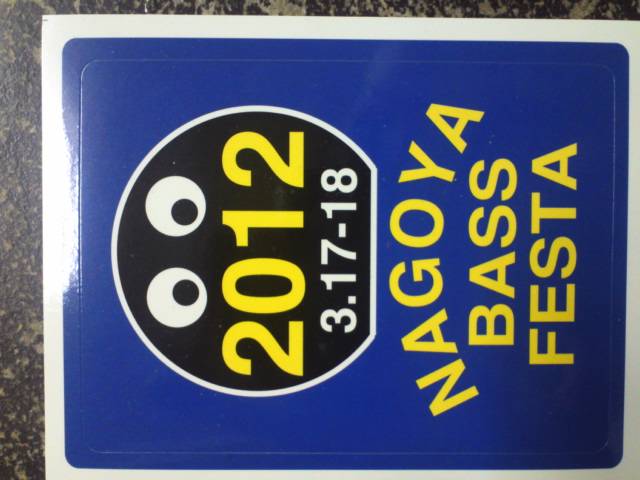 2012
3.17-18
NAGOYA
BASS
FESTA